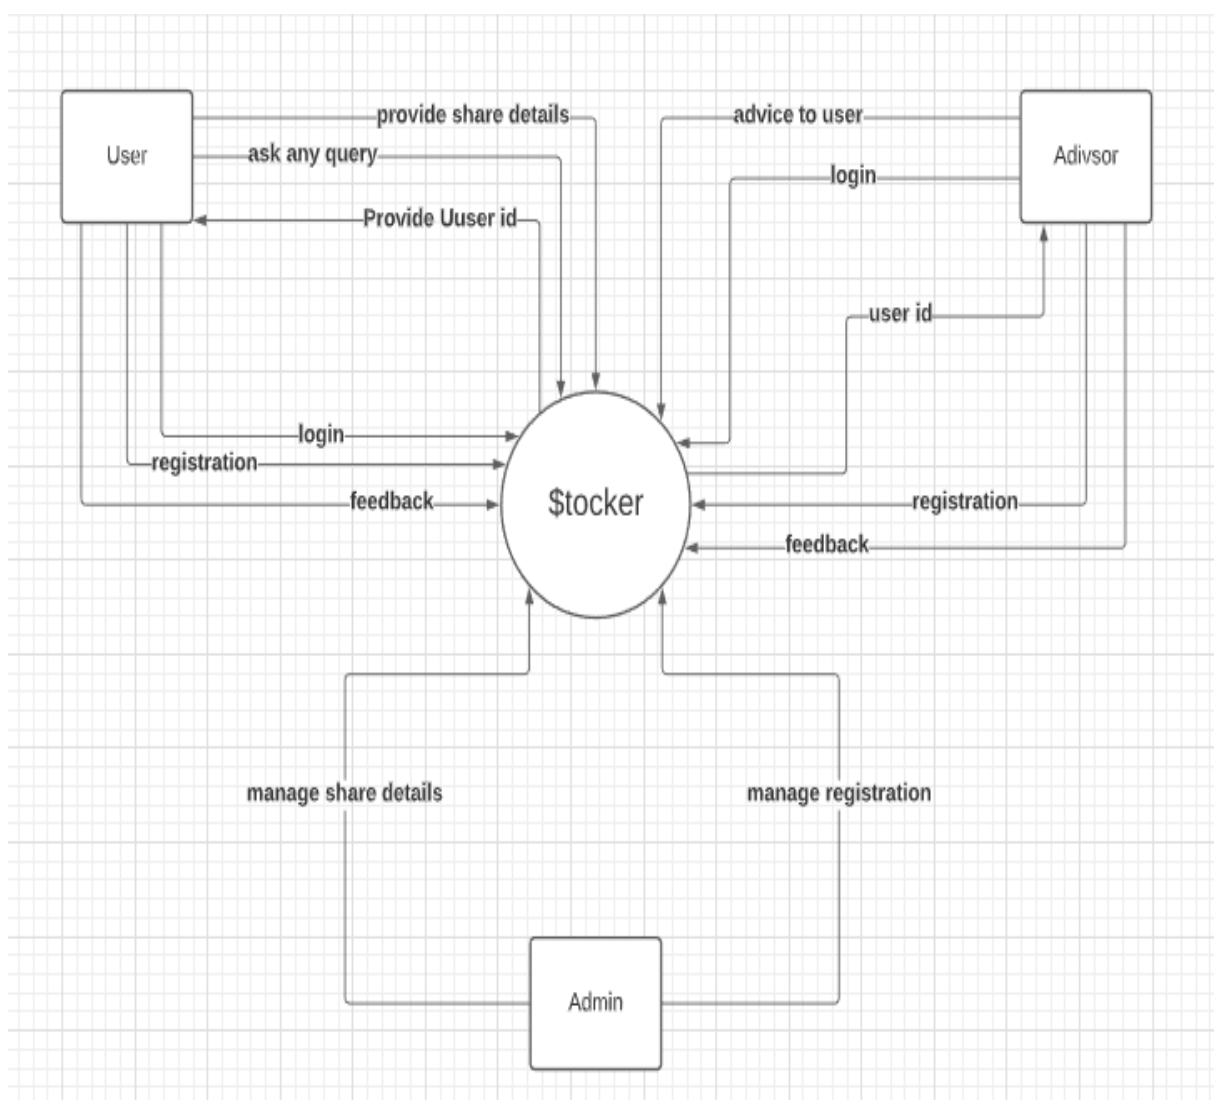 provide share details
advice to user
User
ask any query
Adivsor
login
Provide Uuser id
user id
login
registration
feedback
$tocker
registration
feedback
manage share details
manage registration
Admin